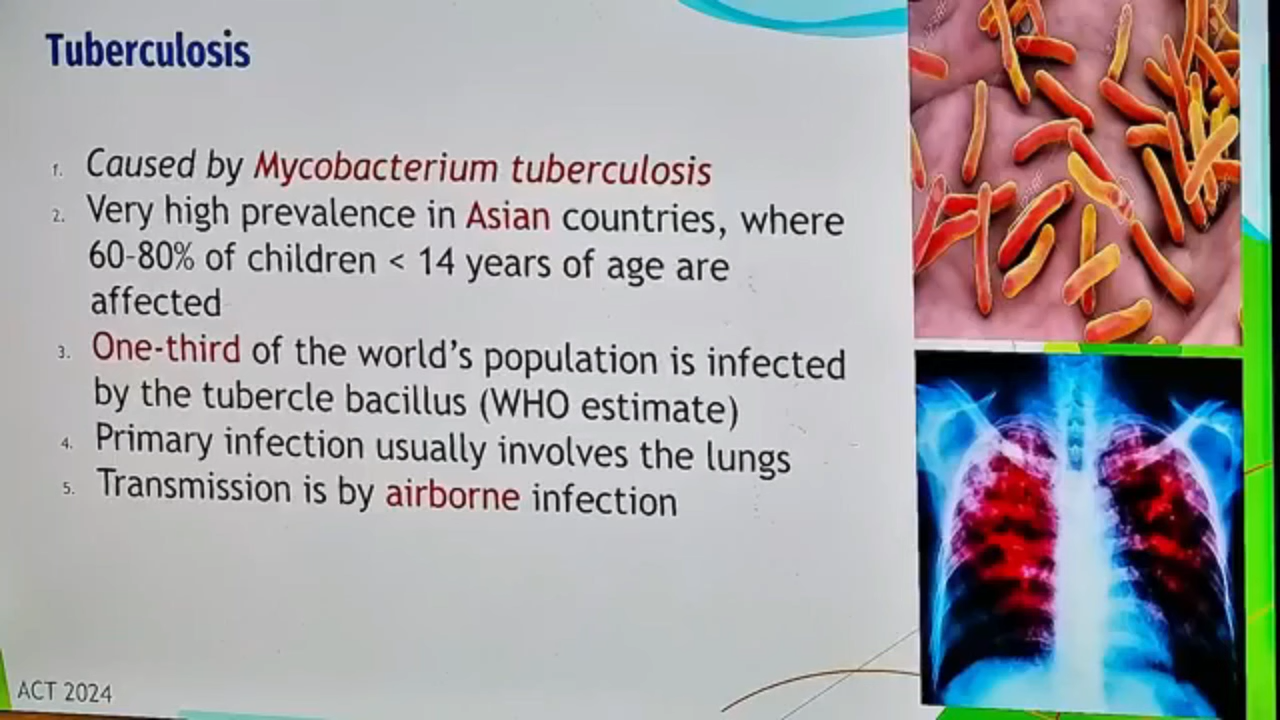 Tuberculosis
1. Caused by Mycobacterium tuberculosis
2. Very high prevalence in Asian countries, where
60-80% of children < 14 years of age are
affected
3. One-third of the world's population is infected
by the tubercle bacillus (WHO estimate)
4. Primary infection usually involves the lungs
5. Transmission is by airborne infection
ACT 2024